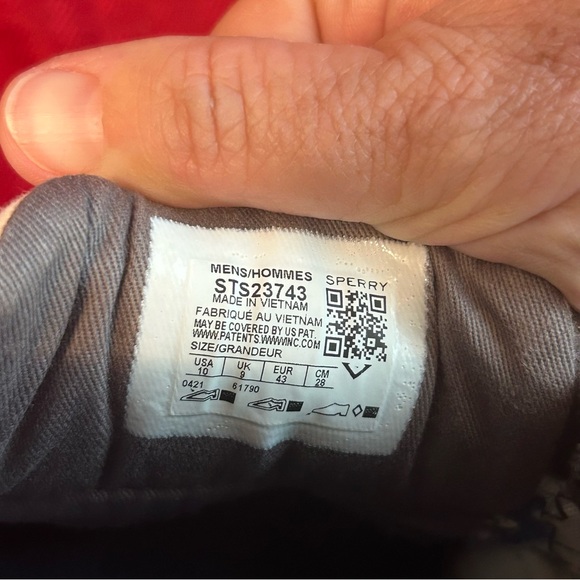 MENS/HOMMES
SPERRY
STS23743
MADE IN VIETNAM
FABRIQUÉ AU VIETNAM
MAY BE COVERED BY US PAT.
WWW.PATENTS.WWWINC.COM
SIZE/GRANDEUR
USA UK EUR CM
10 9 43 28
0421 61790